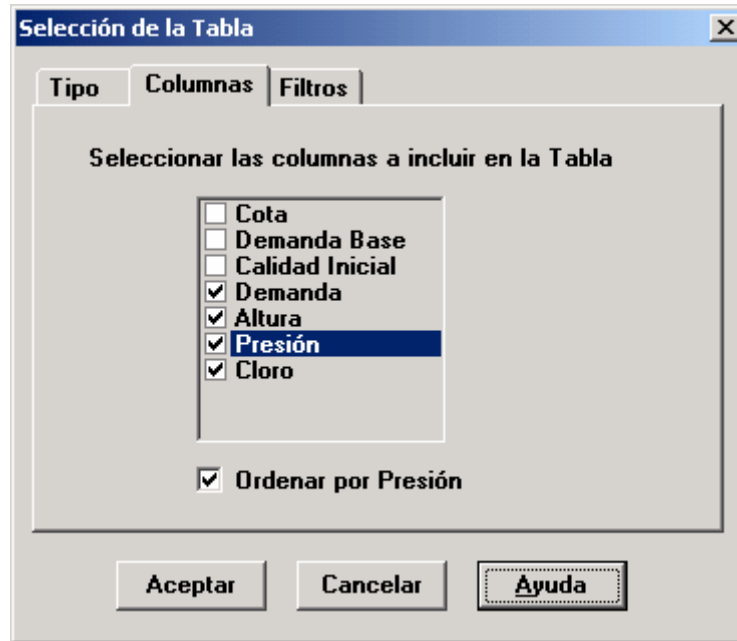 Selección de la Tabla
Tipo Columnas Filtros
Seleccionar las columnas a incluir en la Tabla
Cota
Demanda Base
Calidad Inicial
Demanda
Altura
Presión
Cloro
Ordenar por Presión
Aceptar Cancelar Ayuda